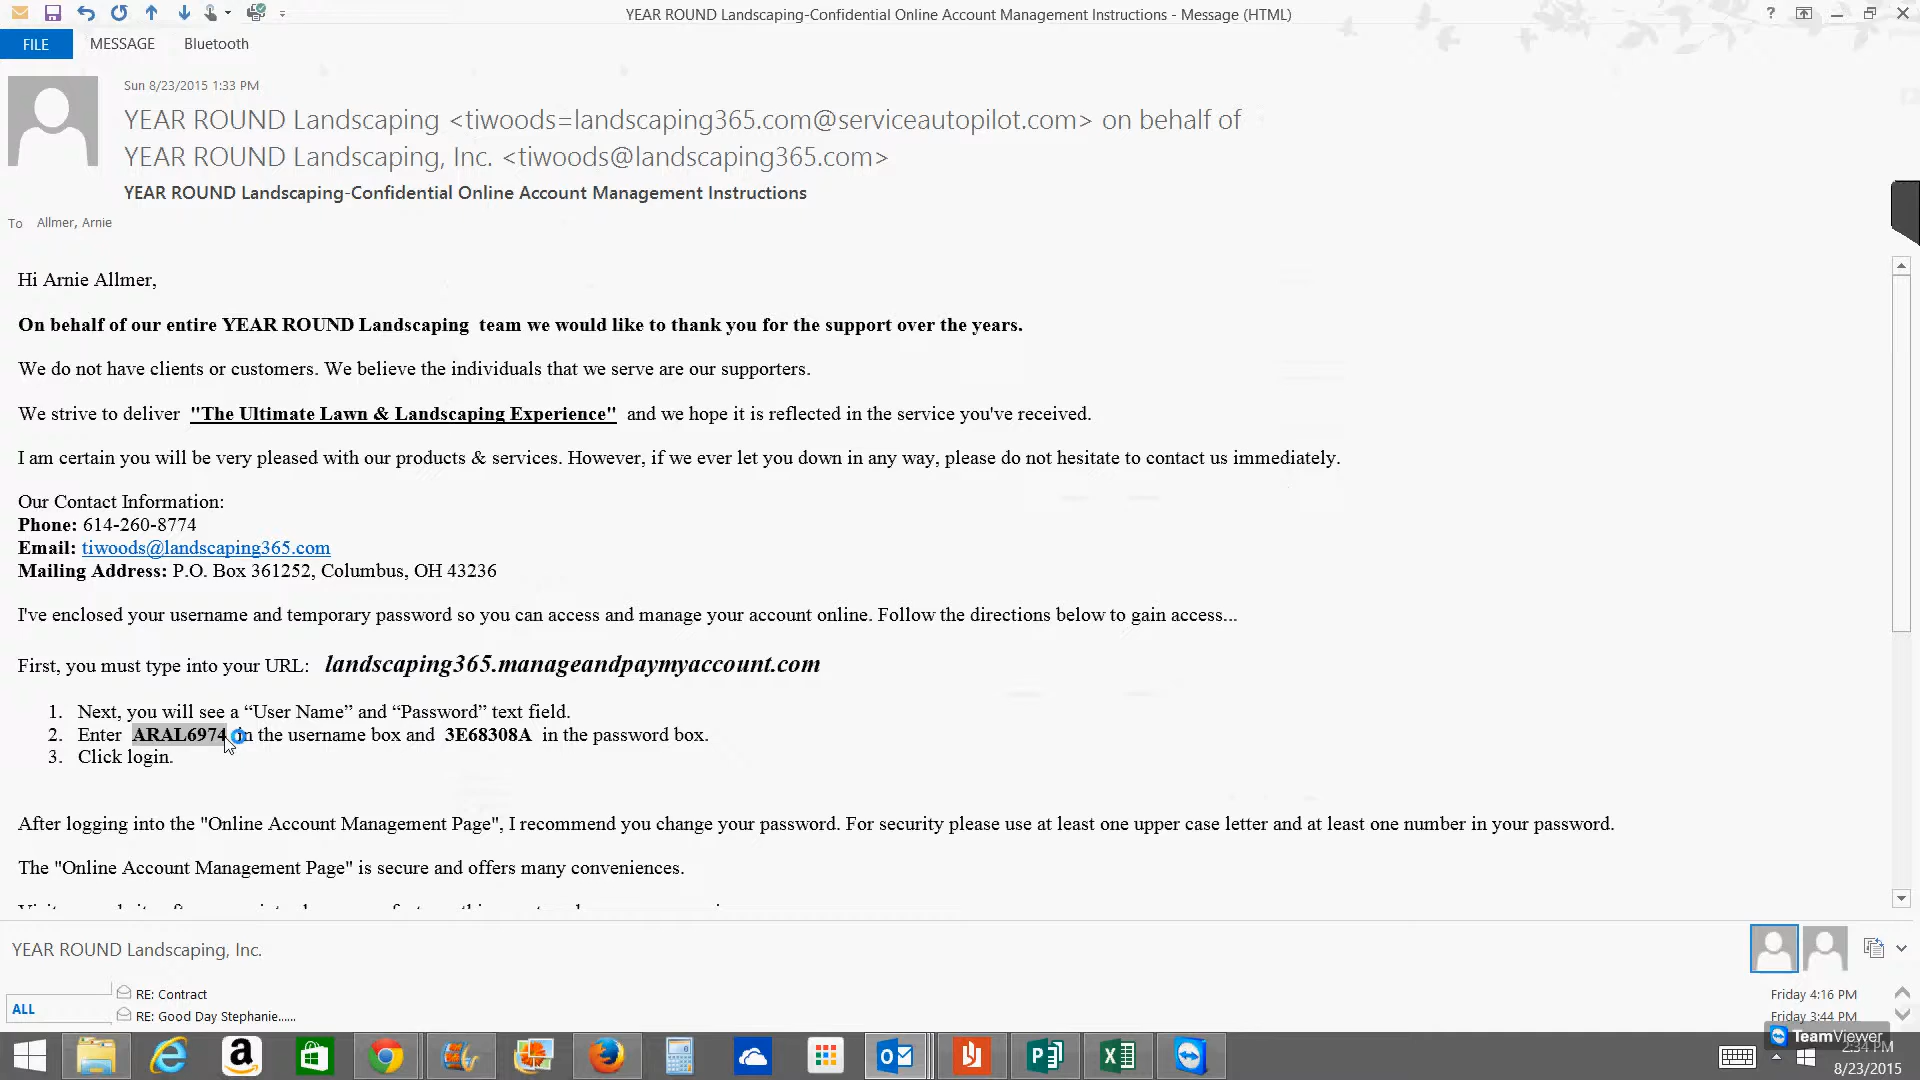 YEAR ROUND Landscaping-Confidential Online Account Management Instructions - Message (HTML)
FILE MESSAGE Bluetooth
Sun 8/23/2015 1:33 PM
YEAR ROUND Landscaping <tiwoods=landscaping365.com@serviceautopilot.com> on behalf of
YEAR ROUND Landscaping, Inc. <tiwoods@landscaping365.com>
YEAR ROUND Landscaping-Confidential Online Account Management Instructions
To Allmer, Arnie
Hi Arnie Allmer,
On behalf of our entire YEAR ROUND Landscaping team we would like to thank you for the support over the years.
We do not have clients or customers. We believe the individuals that we serve are our supporters.
We strive to deliver "The Ultimate Lawn & Landscaping Experience" and we hope it is reflected in the service you've received.
I am certain you will be very pleased with our products & services. However, if we ever let you down in any way, please do not hesitate to contact us immediately.
Our Contact Information:
Phone: 614-260-8774
Email: tiwoods@landscaping365.com
Mailing Address: P.O. Box 361252, Columbus, OH 43236
I've enclosed your username and temporary password so you can access and manage your account online. Follow the directions below to gain access...
First, you must type into your URL: landscaping365.manageandpaymyaccount.com
1. Next, you will see a “User Name” and “Password” text field.
2. Enter ARAL6974 in the username box and 3E68308A in the password box.
3. Click login.
After logging into the "Online Account Management Page", I recommend you change your password. For security please use at least one upper case letter and at least one number in your password.
The "Online Account Management Page" is secure and offers many conveniences.
YEAR ROUND Landscaping, Inc.
ALL
RE: Contract Friday 4:16 PM
RE: Good Day Stephanie...... Friday 3:44 PM
TeamViewer
2:34 PM
8/23/2015